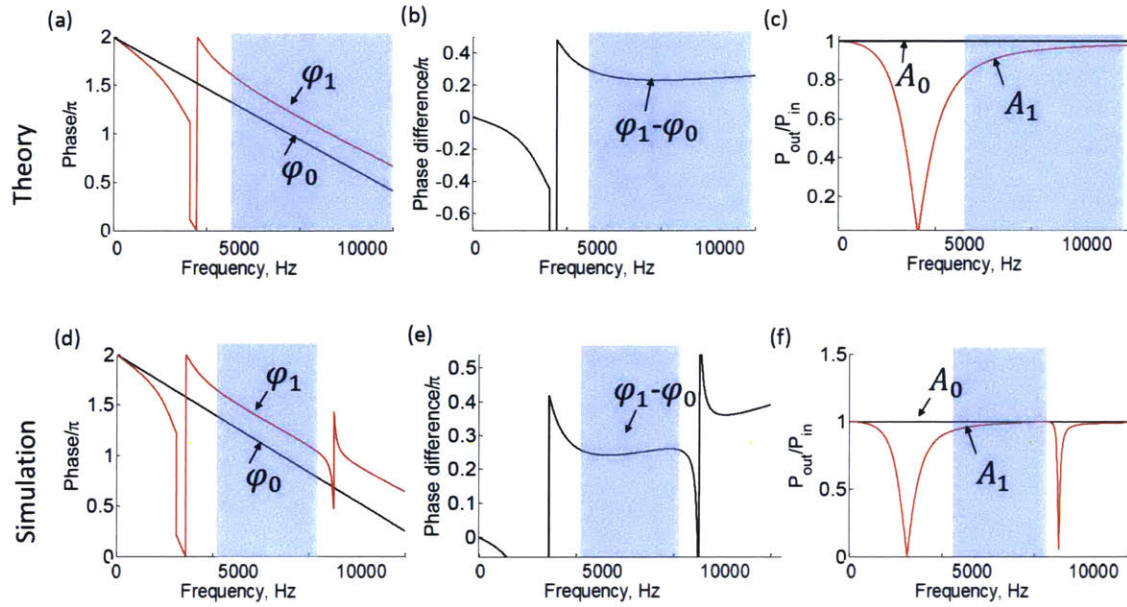 (a) (b) (c)
Theory
Phase/π
2
1.5
1
0.5
0
φ₁
φ₀
0 5000 10000
Frequency, Hz
Phase difference/π
0.4
0.2
0
-0.2
-0.4
-0.6
φ₁-φ₀
0 5000 10000
Frequency, Hz
P_out/P_in
1
0.8
0.6
0.4
0.2
A₀
A₁
0 5000 10000
Frequency, Hz
(d) (e) (f)
Simulation
Phase/π
2
1.5
1
0.5
0
φ₁
φ₀
0 5000 10000
Frequency, Hz
Phase difference/π
0.5
0.4
0.3
0.2
0.1
0
φ₁-φ₀
0 5000 10000
Frequency, Hz
P_out/P_in
1.5
1
0.5
0
A₀
A₁
0 5000 10000
Frequency, Hz